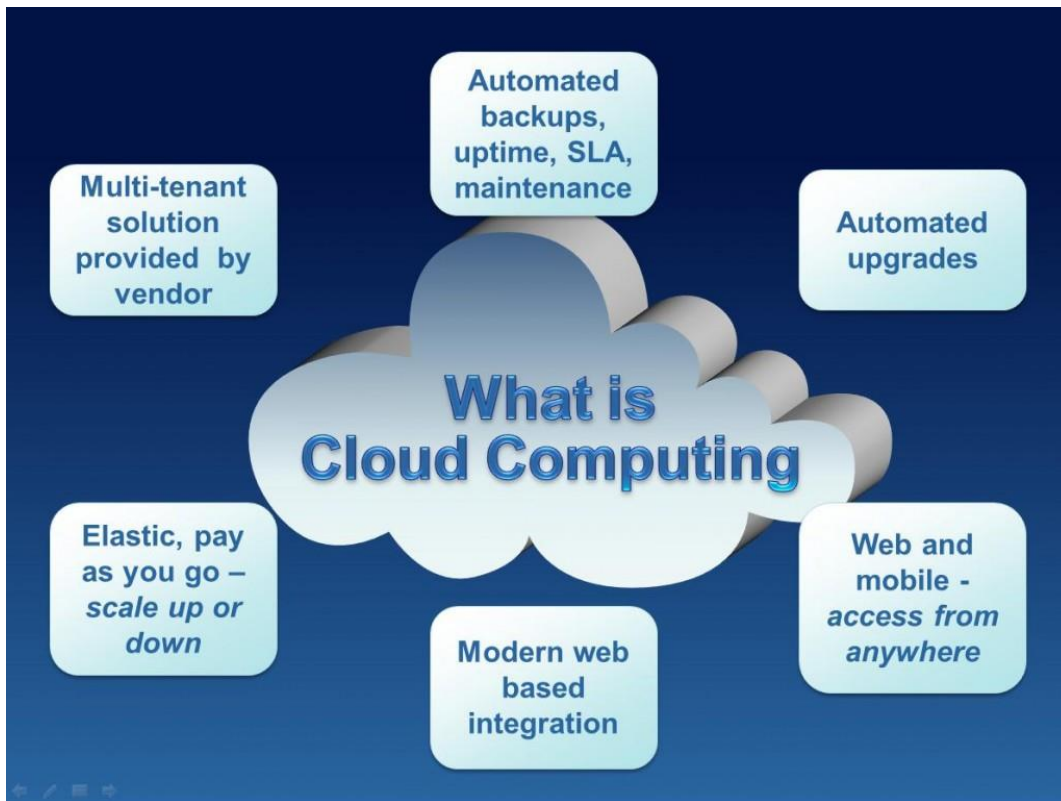 Automated
backups,
uptime, SLA,
maintenance
Multi-tenant
solution
provided by
vendor
Automated
upgrades
What is
Cloud Computing
Elastic, pay
as you go –
scale up or
down
Web and
mobile -
access from
anywhere
Modern web
based
integration